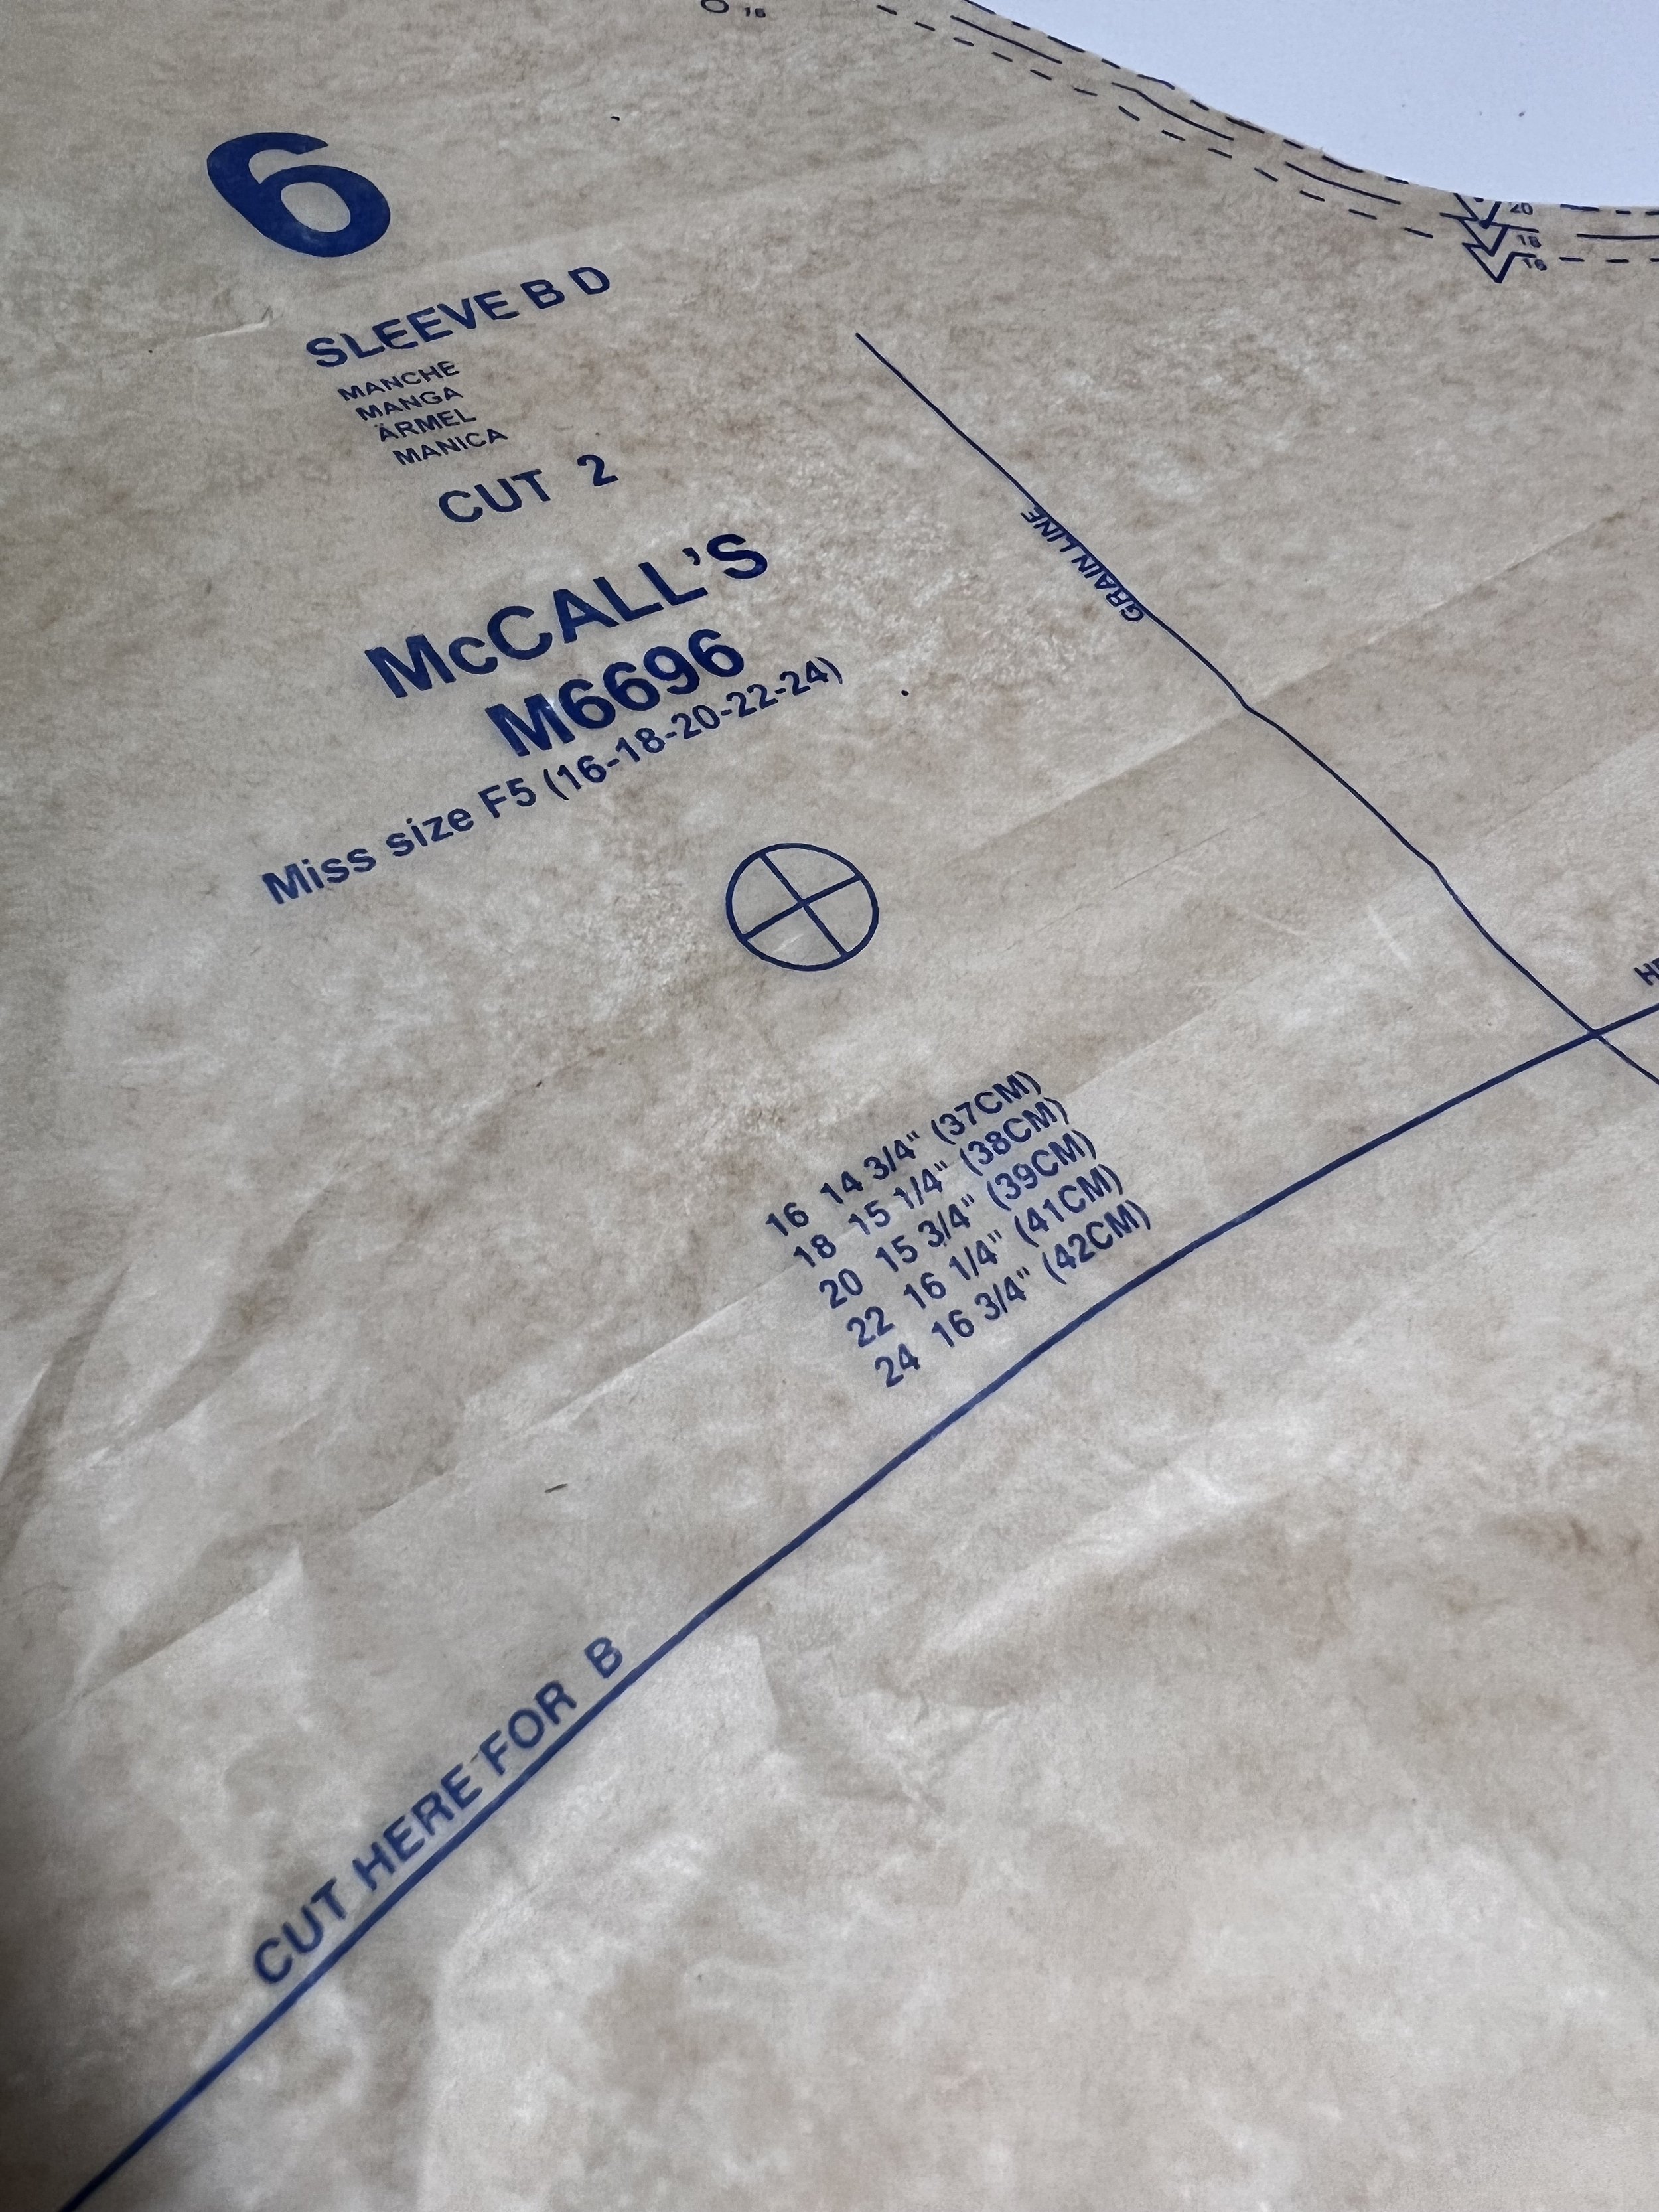 16
20
18
16
6
SLEEVE B D
MANCHE
MANGA
ÄRMEL
MANICA
CUT 2
GRAIN LINE
McCALL'S
M6696
Miss size F5 (16-18-20-22-24)
16 14 3/4" (37CM)
18 15 1/4" (38CM)
20 15 3/4" (39CM)
22 16 1/4" (41CM)
24 16 3/4" (42CM)
CUT HERE FOR B